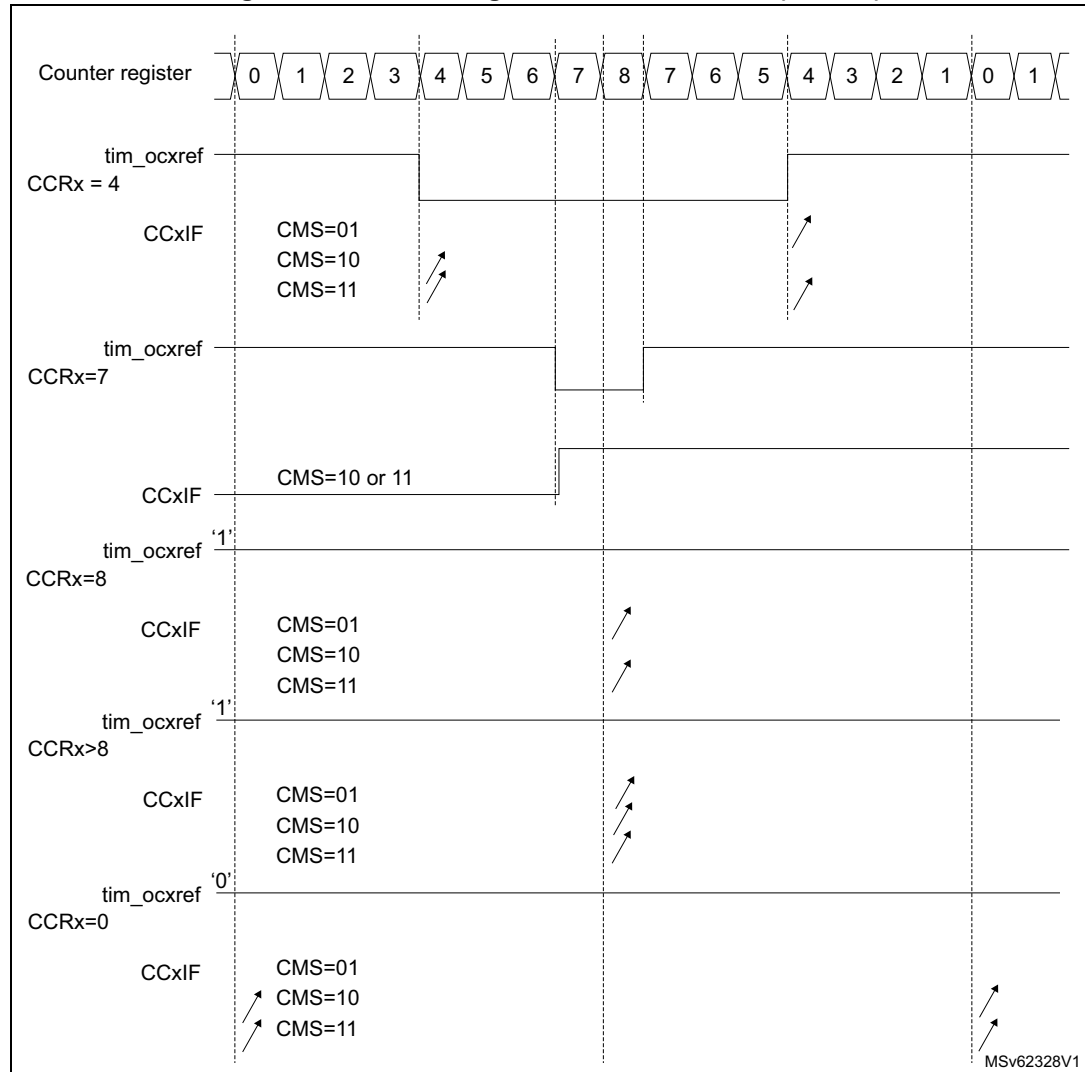 Counter register 0 1 2 3 4 5 6 7 8 7 6 5 4 3 2 1 0 1
tim_ocxref
CCRx = 4
CCxIF CMS=01
CMS=10
CMS=11
tim_ocxref
CCRx=7
CMS=10 or 11
CCxIF
'1'
tim_ocxref
CCRx=8
CCxIF CMS=01
CMS=10
CMS=11
'1'
tim_ocxref
CCRx>8
CCxIF CMS=01
CMS=10
CMS=11
'0'
tim_ocxref
CCRx=0
CCxIF CMS=01
CMS=10
CMS=11
MSv62328V1